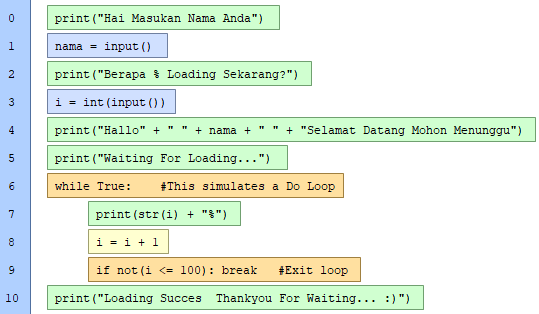 0 print("Hai Masukan Nama Anda")
1 nama = input()
2 print("Berapa % Loading Sekarang?")
3 i = int(input())
4 print("Hallo" + " " + nama + " " + "Selamat Datang Mohon Menunggu")
5 print("Waiting For Loading...")
6 while True:    #This simulates a Do Loop
7 print(str(i) + "%")
8 i = i + 1
9 if not(i <= 100): break   #Exit loop
10 print("Loading Succes  Thankyou For Waiting... :)")